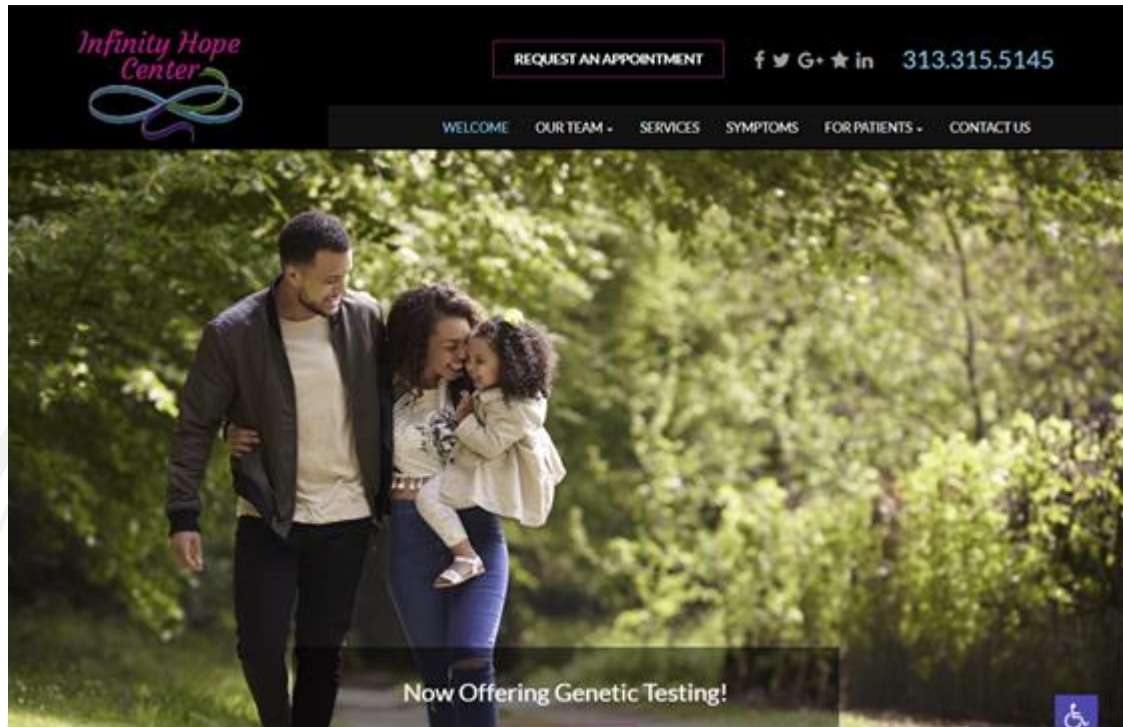 Infinity Hope
Center
REQUEST AN APPOINTMENT
f G+ in 313.315.5145
WELCOME OUR TEAM SERVICES SYMPTOMS FOR PATIENTS CONTACT US
Now Offering Genetic Testing!